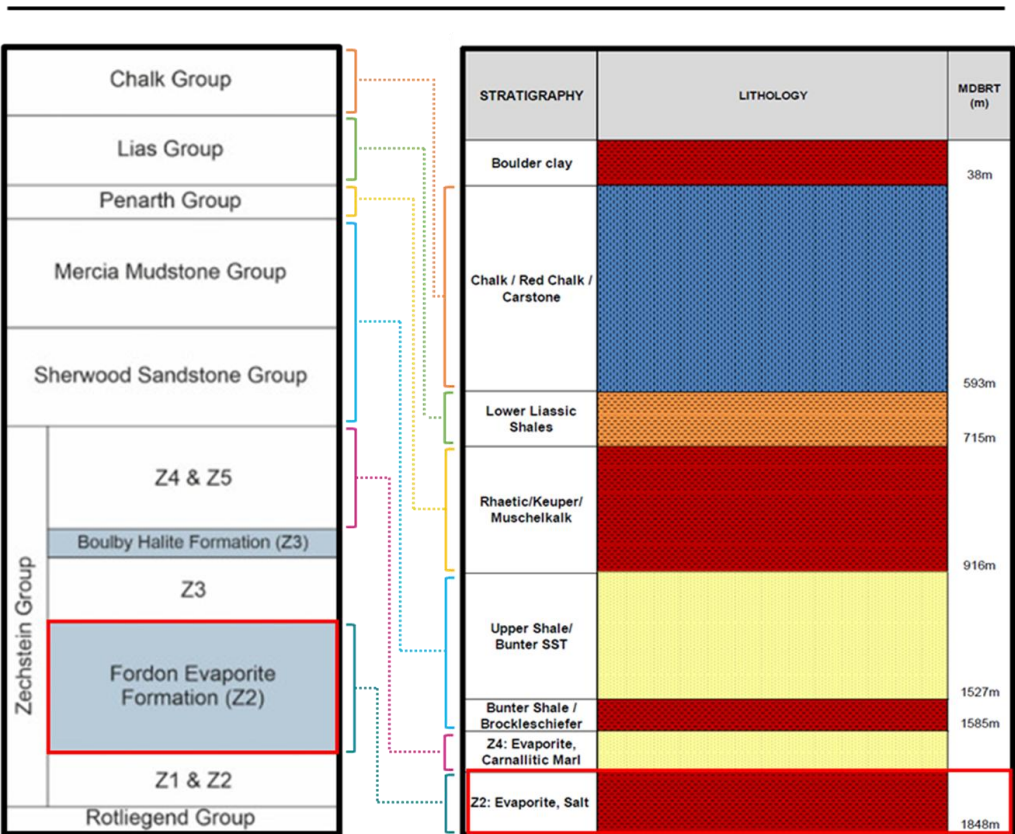 Chalk Group
Lias Group
Penarth Group
Mercia Mudstone Group
Sherwood Sandstone Group
Zechstein Group
Z4 & Z5
Boulby Halite Formation (Z3)
Z3
Fordon Evaporite
Formation (Z2)
Z1 & Z2
Rotliegend Group
STRATIGRAPHY
LITHOLOGY
MDBRT
(m)
Boulder clay
38m
Chalk / Red Chalk /
Carstone
593m
Lower Liassic
Shales
715m
Rhaetic/Keuper/
Muschelkalk
916m
Upper Shale/
Bunter SST
1527m
Bunter Shale /
Brockleschiefer
1585m
Z4: Evaporite,
Carnallitic Marl
Z2: Evaporite, Salt
1848m